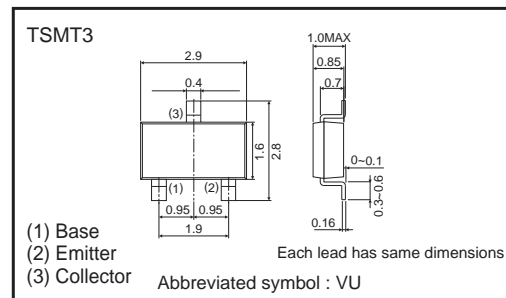 TSMT3
1.0MAX
2.9
0.85
0.4
0.7
(3)
1.6
2.8
0~0.1
(1)
(2)
0.3~0.6
0.95
0.95
0.16
1.9
(1) Base
(2) Emitter
(3) Collector
Each lead has same dimensions
Abbreviated symbol : VU